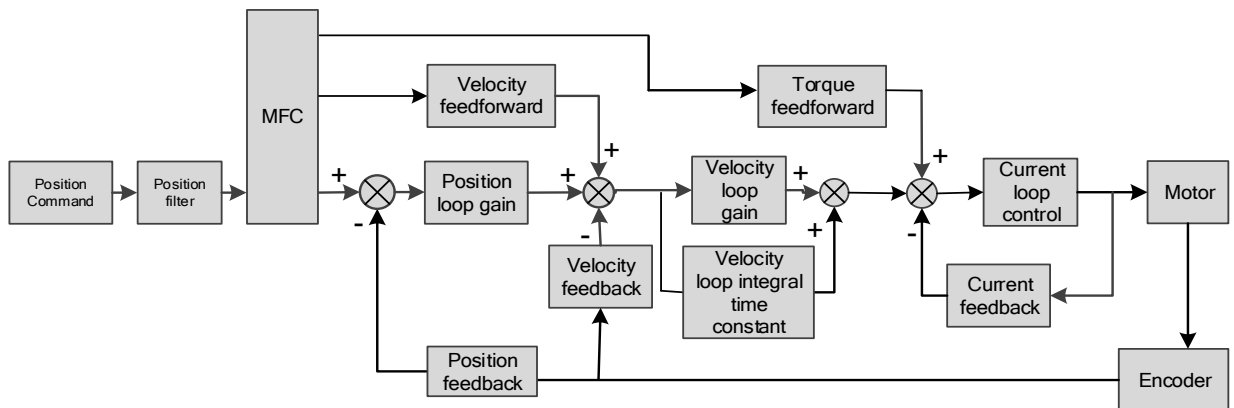 MFC
Velocity
feedforward
Torque
feedforward
+
+
Position
Command
Position
filter
+
-
Position
loop gain
+
-
Velocity
loop
gain
+
+
-
Current
loop
control
Motor
Velocity
feedback
Velocity
loop integral
time
constant
Current
feedback
Position
feedback
Encoder